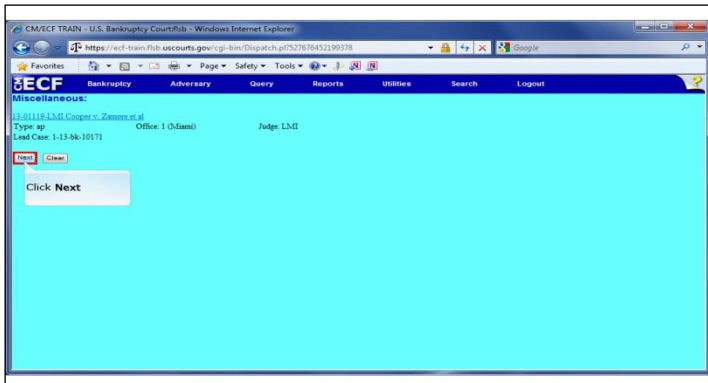 CM/ECF TRAIN - U.S. Bankruptcy Court:flsb - Windows Internet Explorer
https://ecf-train.flsb.uscourts.gov/cgi-bin/Dispatch.pl?527676452199378
Google
Favorites Page Safety Tools
ECF Bankruptcy Adversary Query Reports Utilities Search Logout ?
Miscellaneous:
13-01119-LMI Cooper v. Zamore et al
Type: ap Office: 1 (Miami) Judge: LMI
Lead Case: 1-13-bk-10171
Next Clear
Click Next